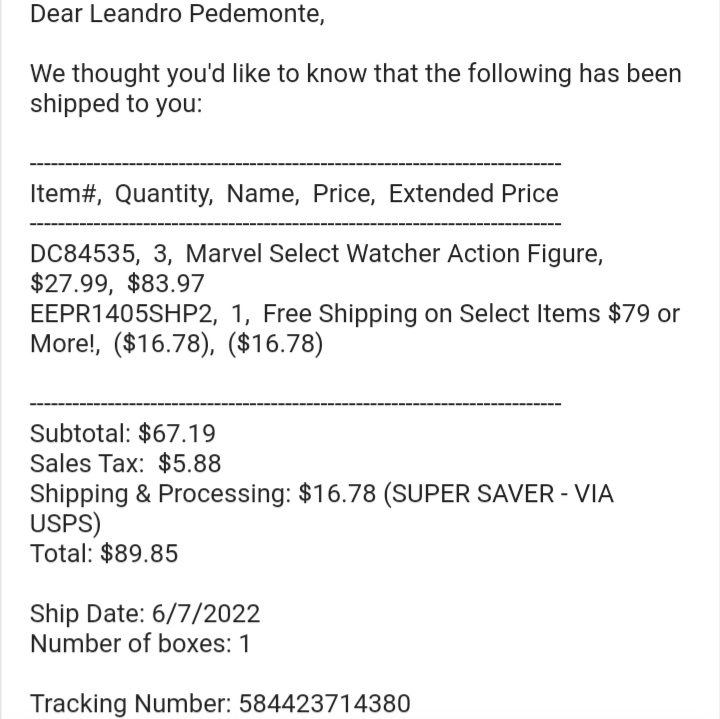 Dear Leandro Pedemonte,
We thought you'd like to know that the following has been
shipped to you:
---------------------------------------------------------------------------
Item#,  Quantity,  Name,  Price,  Extended Price
---------------------------------------------------------------------------
DC84535,  3,  Marvel Select Watcher Action Figure,
$27.99,  $83.97
EEPR1405SHP2,  1,  Free Shipping on Select Items $79 or
More!,  ($16.78),  ($16.78)
---------------------------------------------------------------------------
Subtotal: $67.19
Sales Tax:  $5.88
Shipping & Processing: $16.78 (SUPER SAVER - VIA
USPS)
Total: $89.85
Ship Date: 6/7/2022
Number of boxes: 1
Tracking Number: 584423714380